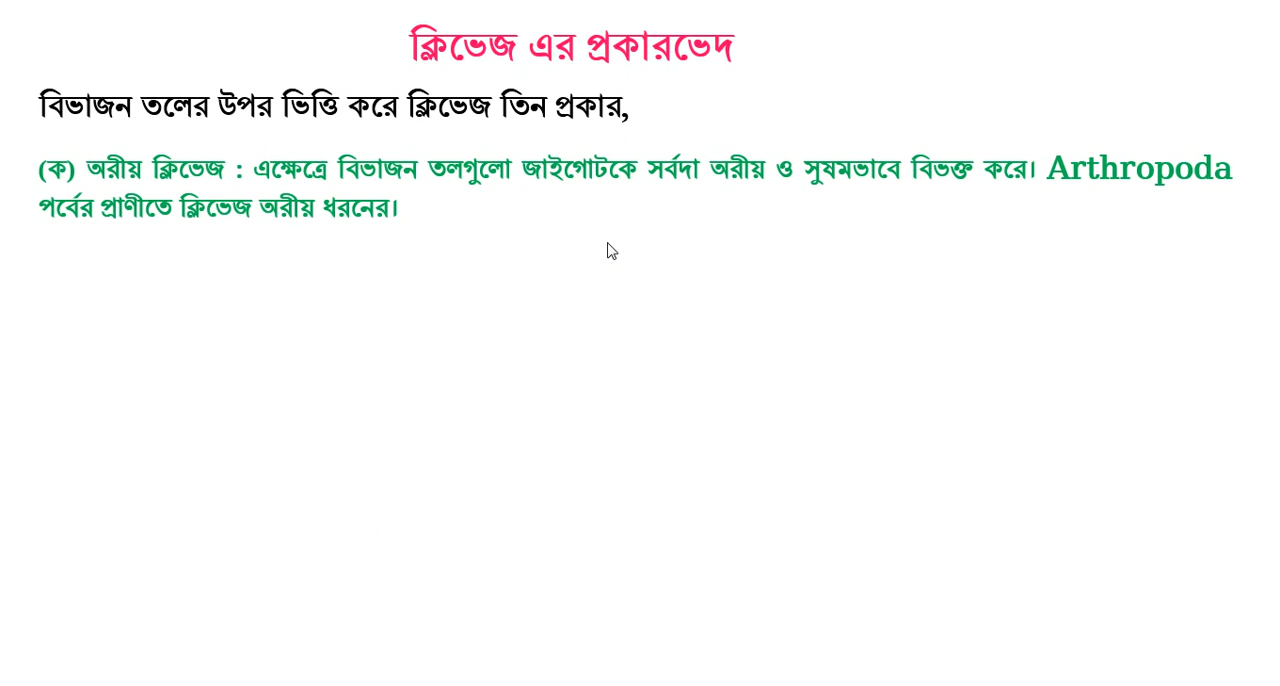 ক্লিভেজ এর প্রকারভেদ
বিভাজন তলের উপর ভিত্তি করে ক্লিভেজ তিন প্রকার,
(ক) অরীয় ক্লিভেজ : এক্ষেত্রে বিভাজন তলগুলো জাইগোটকে সর্বদা অরীয় ও সুষমভাবে বিভক্ত করে। Arthropoda
পর্বের প্রাণীতে ক্লিভেজ অরীয় ধরনের।